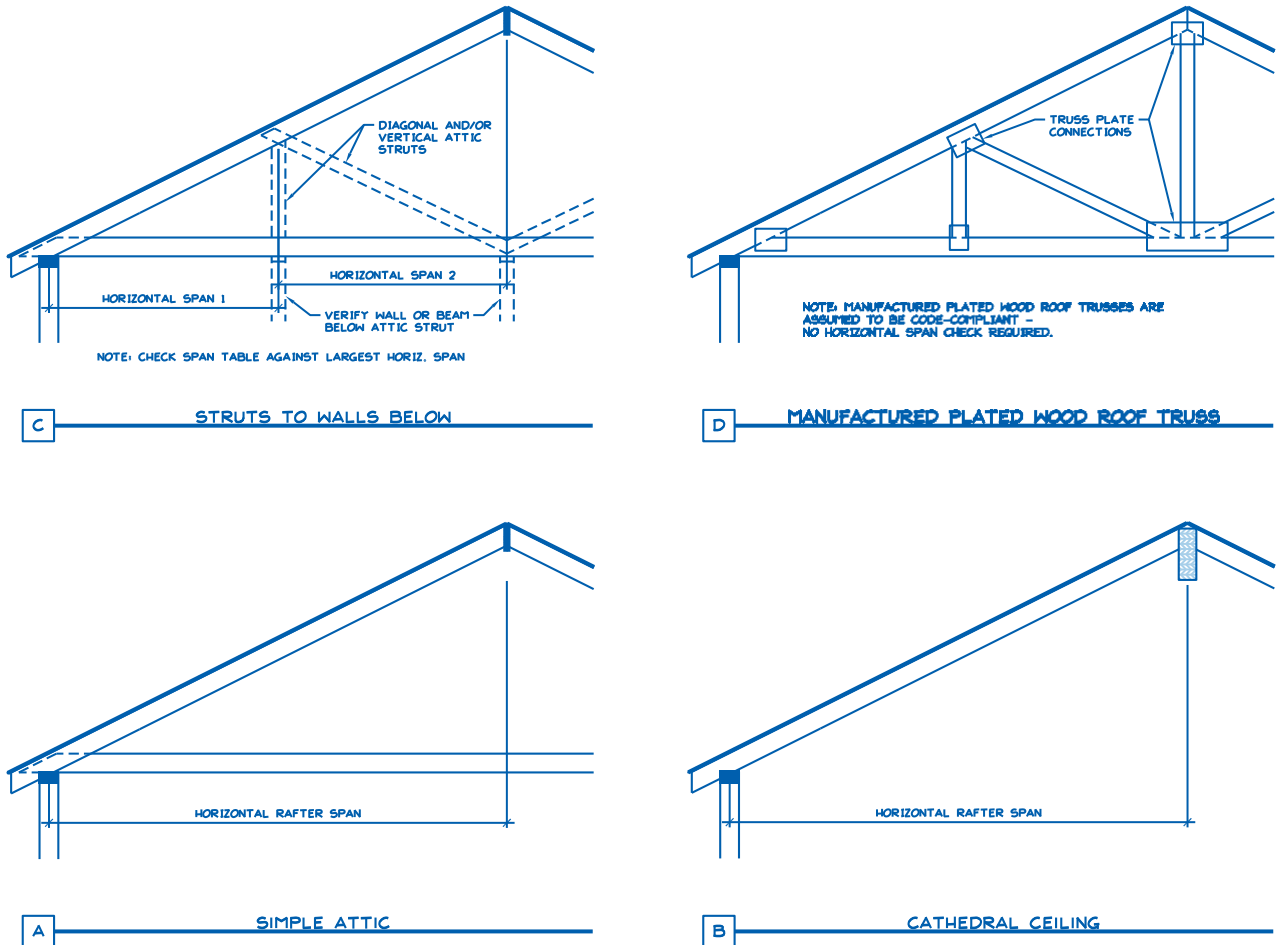 DIAGONAL AND/OR
VERTICAL ATTIC
STRUTS
HORIZONTAL SPAN 2
HORIZONTAL SPAN 1
VERIFY WALL OR BEAM
BELOW ATTIC STRUT
NOTE: CHECK SPAN TABLE AGAINST LARGEST HORIZ. SPAN
C
STRUTS TO WALLS BELOW
TRUSS PLATE
CONNECTIONS
NOTE: MANUFACTURED PLATED WOOD ROOF TRUSSES ARE
ASSUMED TO BE CODE-COMPLIANT -
NO HORIZONTAL SPAN CHECK REQUIRED.
D
MANUFACTURED PLATED WOOD ROOF TRUSS
HORIZONTAL RAFTER SPAN
A
SIMPLE ATTIC
HORIZONTAL RAFTER SPAN
B
CATHEDRAL CEILING